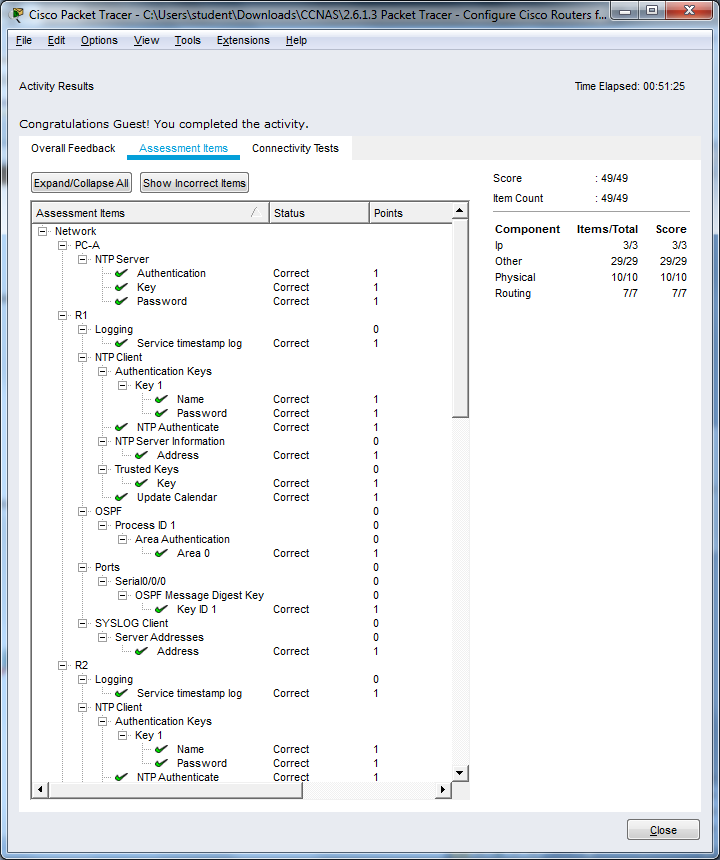 Cisco Packet Tracer - C:\Users\student\Downloads\CCNAS\2.6.1.3 Packet Tracer - Configure Cisco Routers f...
File Edit Options View Tools Extensions Help
Activity Results
Time Elapsed: 00:51:25
Congratulations Guest! You completed the activity.
Overall Feedback Assessment Items Connectivity Tests
Expand/Collapse All Show Incorrect Items
Assessment Items Status Points
Network
PC-A
NTP Server
Authentication Correct 1
Key Correct 1
Password Correct 1
R1
Logging 0
Service timestamp log Correct 1
NTP Client 0
Authentication Keys 0
Key 1 0
Name Correct 1
Password Correct 1
NTP Authenticate Correct 1
NTP Server Information 0
Address Correct 1
Trusted Keys 0
Key Correct 1
Update Calendar Correct 1
OSPF 0
Process ID 1 0
Area Authentication 0
Area 0 Correct 1
Ports 0
Serial0/0/0 0
OSPF Message Digest Key 0
Key ID 1 Correct 1
SYSLOG Client 0
Server Addresses 0
Address Correct 1
R2
Logging 0
Service timestamp log Correct 1
NTP Client 0
Authentication Keys
Key 1
Name Correct 1
Password Correct 1
NTP Authenticate Correct 1
Score : 49/49
Item Count : 49/49
Component Items/Total Score
Ip 3/3 3/3
Other 29/29 29/29
Physical 10/10 10/10
Routing 7/7 7/7
Close